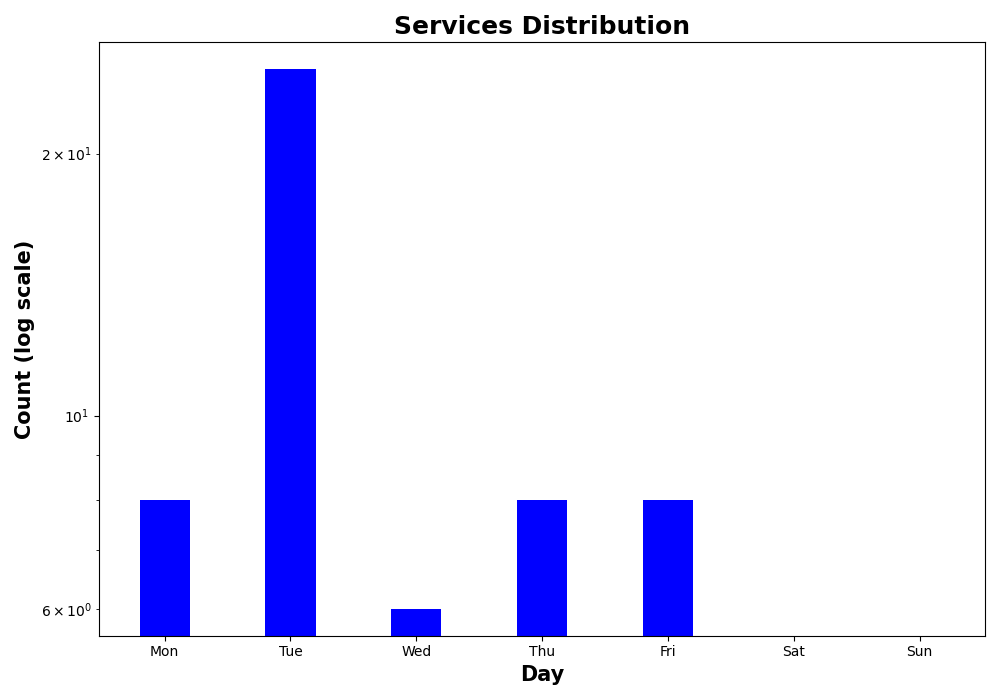 Services Distribution
Count (log scale)
2 × 10¹
10¹
6 × 10⁰
Mon Tue Wed Thu Fri Sat Sun
Day